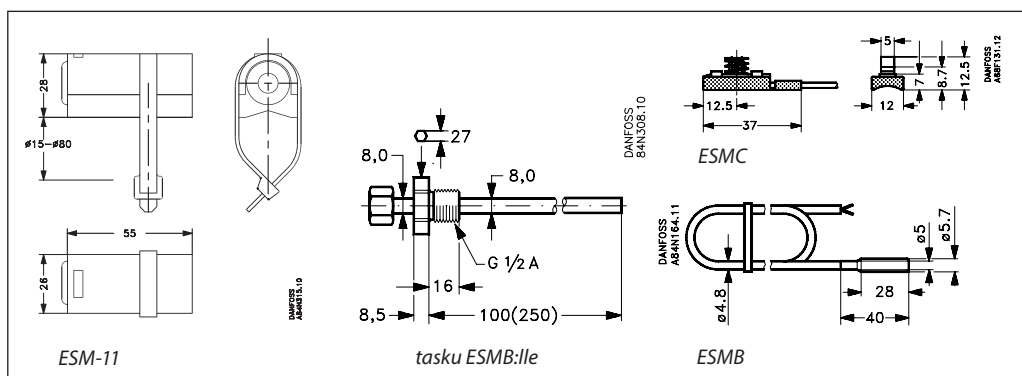 28
ø15-ø80
55
26
DANFOSS
A84N315.10
ESM-11
8,0
27
8,0
G 1/2 A
16
8,5
100(250)
tasku ESMB:lle
DANFOSS
84N308.10
12.5
37
ESMC
5
7
8.7
12.5
12
DANFOSS
A68F131.12
DANFOSS
A84N164.11
ø4.8
ø5
ø5.7
28
40
ESMB